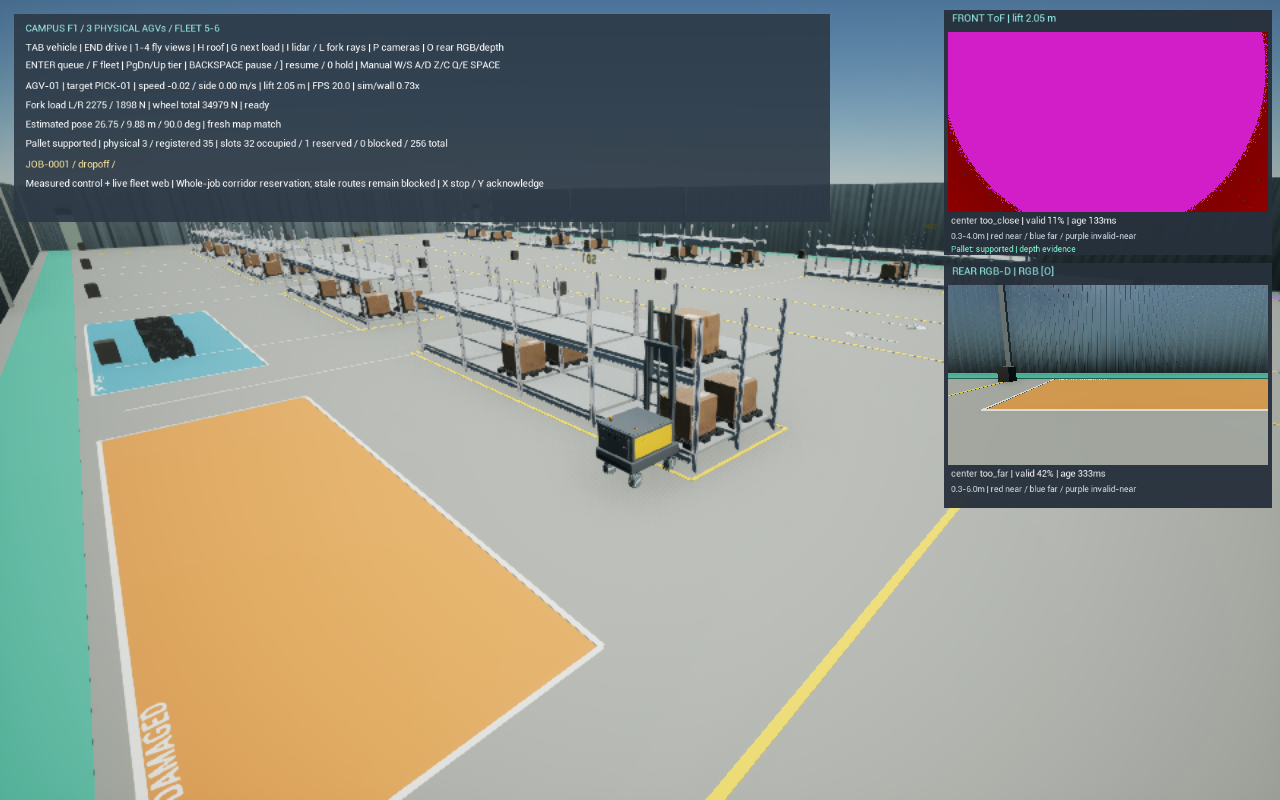 CAMPUS F1 / 3 PHYSICAL AGVs / FLEET 5-6
TAB vehicle | END drive | 1-4 fly views | H roof | G next load | I lidar / L fork rays | P cameras | O rear RGB/depth
ENTER queue / F fleet | PgDn/Up tier | BACKSPACE pause / ] resume / 0 hold | Manual W/S A/D Z/C Q/E SPACE
AGV-01 | target PICK-01 | speed -0.02 / side 0.00 m/s | lift 2.05 m | FPS 20.0 | sim/wall 0.73x
Fork load L/R 2275 / 1898 N | wheel total 34979 N | ready
Estimated pose 26.75 / 9.88 m / 90.0 deg | fresh map match
Pallet supported | physical 3 / registered 35 | slots 32 occupied / 1 reserved / 0 blocked / 256 total
JOB-0001 / dropoff /
Measured control + live fleet web | Whole-job corridor reservation; stale routes remain blocked | X stop / Y acknowledge
FRONT ToF | lift 2.05 m
center too_close | valid 11% | age 133ms
0.3-4.0m | red near / blue far / purple invalid-near
Pallet: supported | depth evidence
REAR RGB-D | RGB [O]
center too_far | valid 42% | age 333ms
0.3-6.0m | red near / blue far / purple invalid-near
DAMAGED